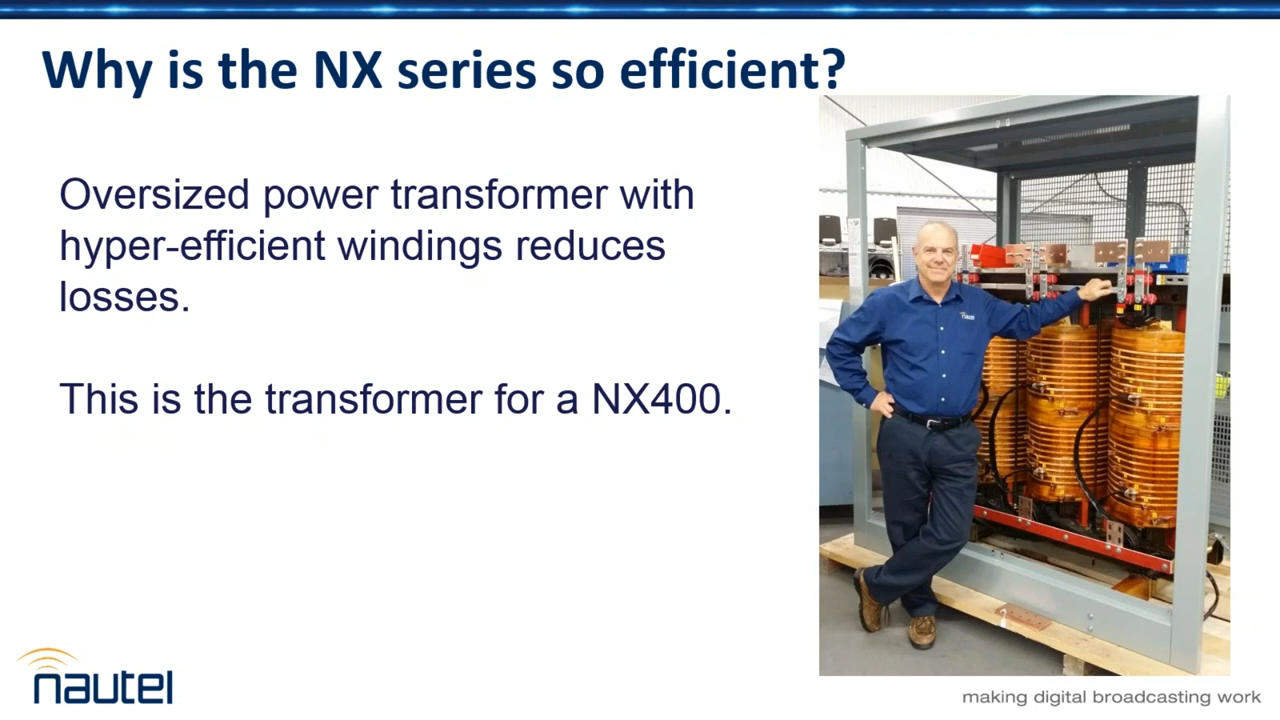 Why is the NX series so efficient?
Oversized power transformer with
hyper-efficient windings reduces
losses.
This is the transformer for a NX400.
nautel
nautel
making digital broadcasting work